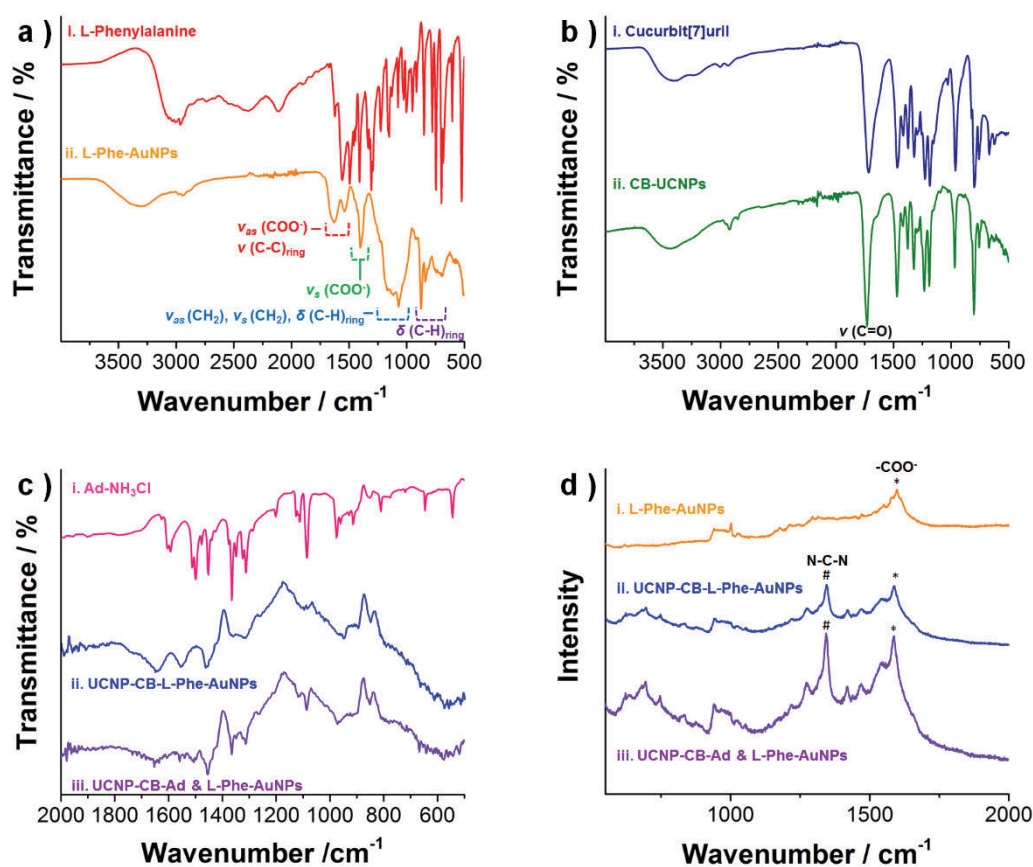 a )
i. L-Phenylalanine
ii. L-Phe-AuNPs
νas (COO-)
ν (C-C)ring
νs (COO-)
νas (CH2), νs (CH2), δ (C-H)ring
δ (C-H)ring
Transmittance / %
3500 3000 2500 2000 1500 1000 500
Wavenumber / cm-1
b )
i. Cucurbit[7]uril
ii. CB-UCNPs
ν (C=O)
Transmittance / %
3500 3000 2500 2000 1500 1000 500
Wavenumber / cm-1
c )
i. Ad-NH3Cl
ii. UCNP-CB-L-Phe-AuNPs
iii. UCNP-CB-Ad & L-Phe-AuNPs
Transmittance / %
2000 1800 1600 1400 1200 1000 800 600
Wavenumber /cm-1
d )
-COO-
*
i. L-Phe-AuNPs
N-C-N
# *
ii. UCNP-CB-L-Phe-AuNPs
# *
iii. UCNP-CB-Ad & L-Phe-AuNPs
Intensity
1000 1500 2000
Wavenumber/cm-1